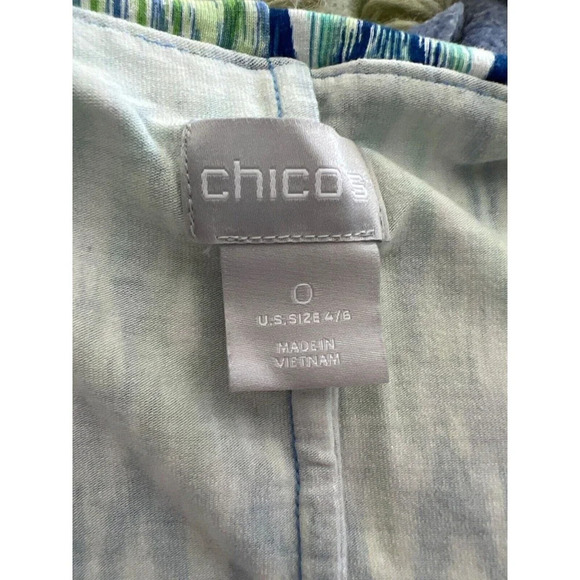 chico's
0
U.S. SIZE 4/6
MADE IN
VIETNAM